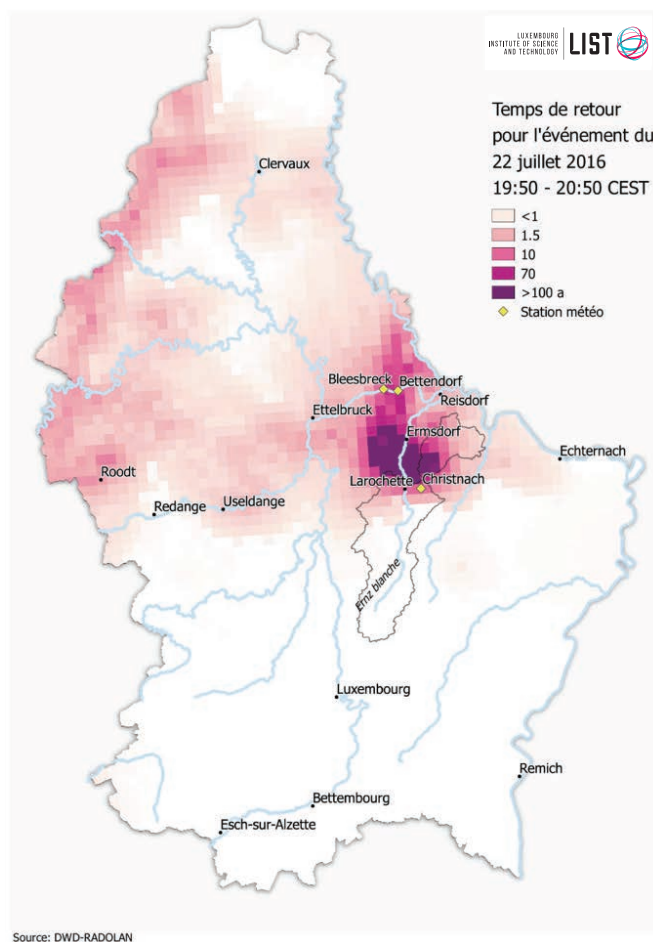 LUXEMBOURG
INSTITUTE OF SCIENCE
AND TECHNOLOGY
LIST
Temps de retour
pour l'événement du
22 juillet 2016
19:50 - 20:50 CEST
<1
1.5
10
70
>100 a
Station météo
Clervaux
Bleesbreck
Bettendorf
Reisdorf
Ettelbruck
Ermsdorf
Echternach
Roodt
Larochette
Christnach
Useldange
Redange
Ernz blanche
Luxembourg
Remich
Bettembourg
Esch-sur-Alzette
Source: DWD-RADOLAN